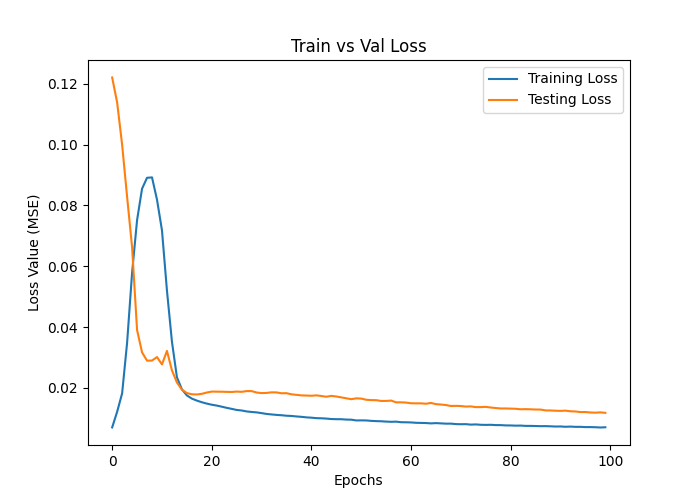 Train vs Val Loss
Training Loss
Testing Loss
Loss Value (MSE)
0.12
0.10
0.08
0.06
0.04
0.02
0 20 40 60 80 100
Epochs